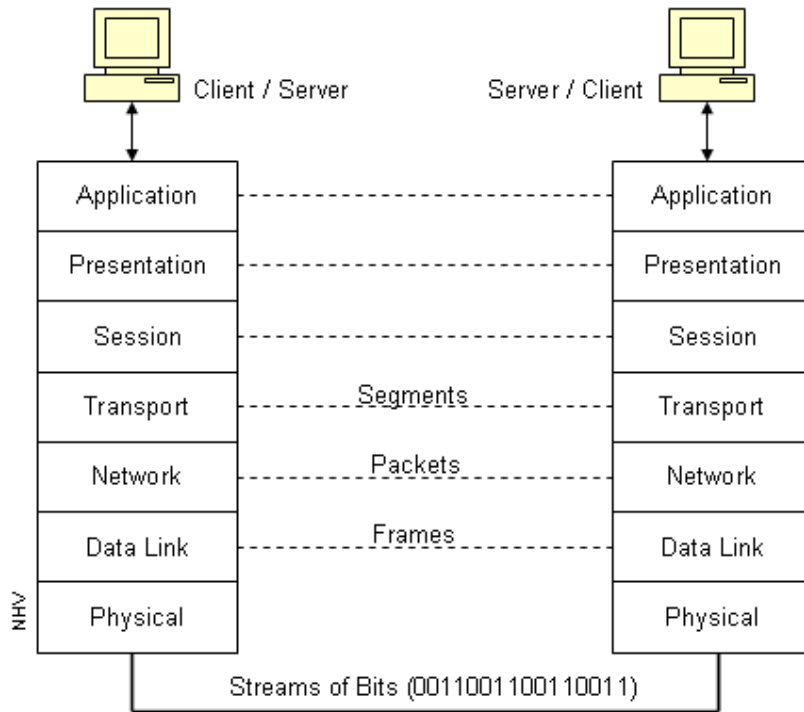 Client / Server
Server / Client
Application
Application
Presentation
Presentation
Session
Session
Transport
Segments
Transport
Network
Packets
Network
Data Link
Frames
Data Link
Physical
Physical
NHV
Streams of Bits (0011001100110011)